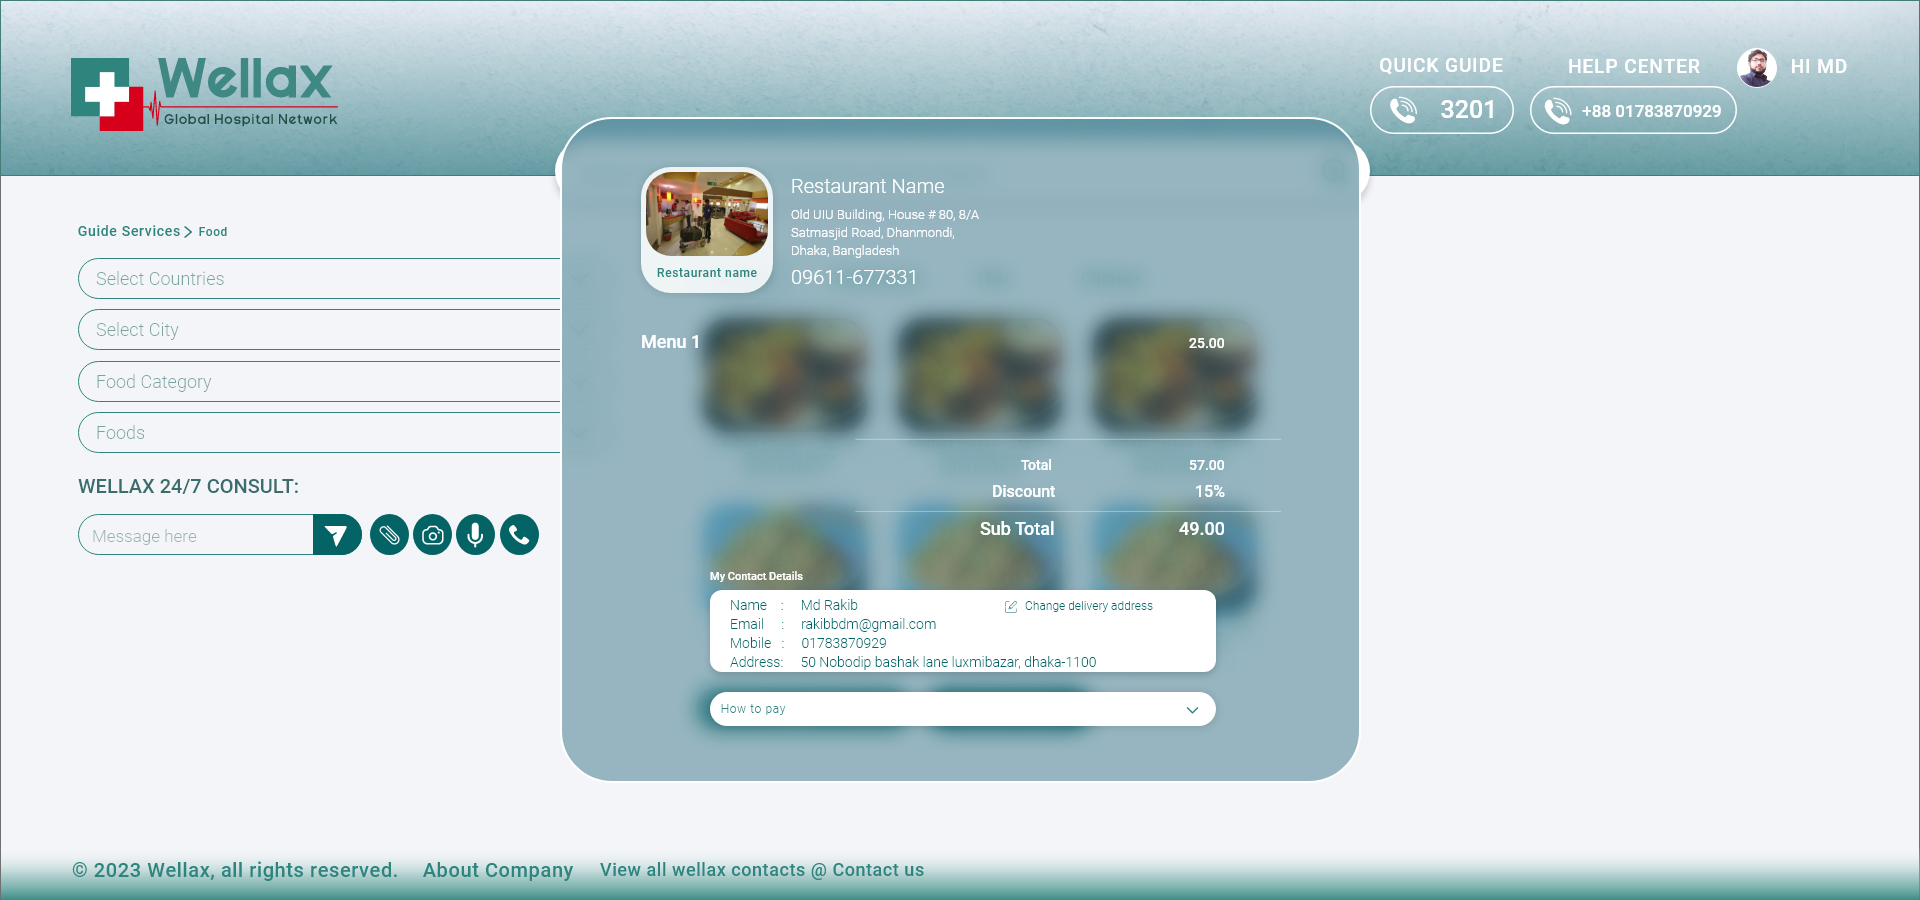 Wellax
Global Hospital Network
QUICK GUIDE
3201
HELP CENTER
+88 01783870929
HI MD
Guide Services > Food
Select Countries
Select City
Food Category
Foods
WELLAX 24/7 CONSULT:
Message here
Restaurant name
Restaurant Name
Old UIU Building, House # 80, 8/A
Satmasjid Road, Dhanmondi,
Dhaka, Bangladesh
09611-677331
Menu 1 25.00
Total 57.00
Discount 15%
Sub Total 49.00
My Contact Details
Name : Md Rakib
Change delivery address
Email : rakibbdm@gmail.com
Mobile : 01783870929
Address: 50 Nobodip bashak lane luxmibazar, dhaka-1100
How to pay
© 2023 Wellax, all rights reserved. About Company View all wellax contacts @ Contact us